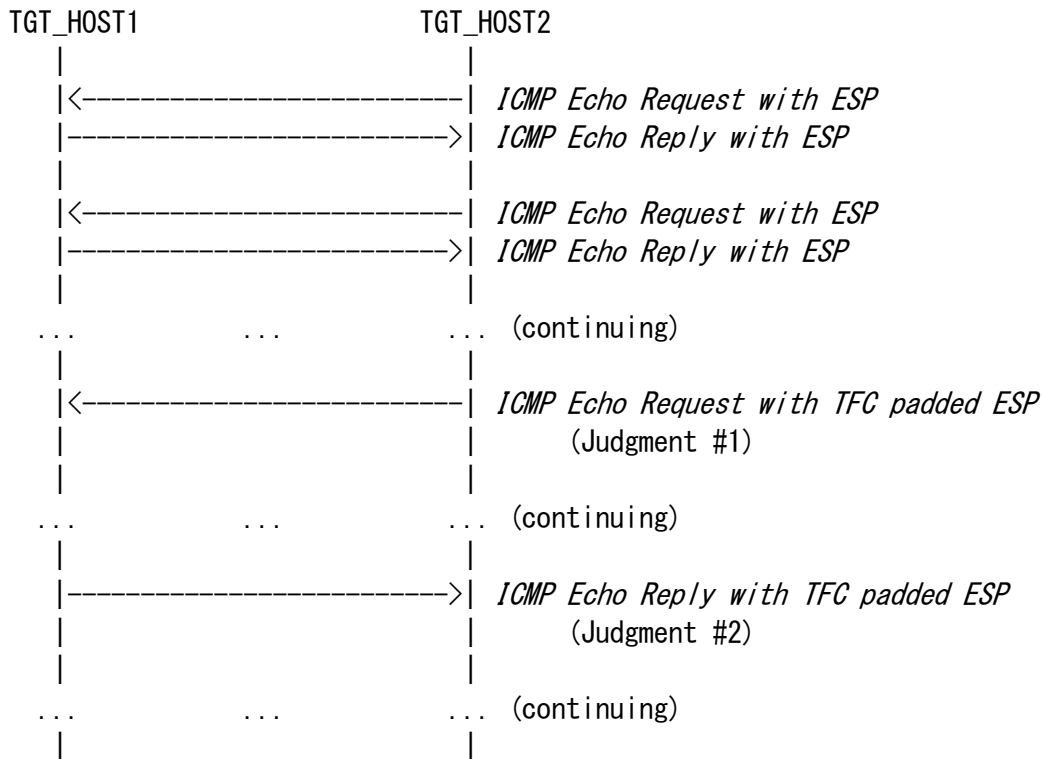 TGT_HOST1 TGT_HOST2
| |
|<--------------------------| ICMP Echo Request with ESP
|-------------------------->| ICMP Echo Reply with ESP
| |
|<--------------------------| ICMP Echo Request with ESP
|-------------------------->| ICMP Echo Reply with ESP
| |
... ... ... (continuing)
| |
|<--------------------------| ICMP Echo Request with TFC padded ESP
| | (Judgment #1)
| |
... ... ... (continuing)
| |
|-------------------------->| ICMP Echo Reply with TFC padded ESP
| | (Judgment #2)
| |
... ... ... (continuing)
| |